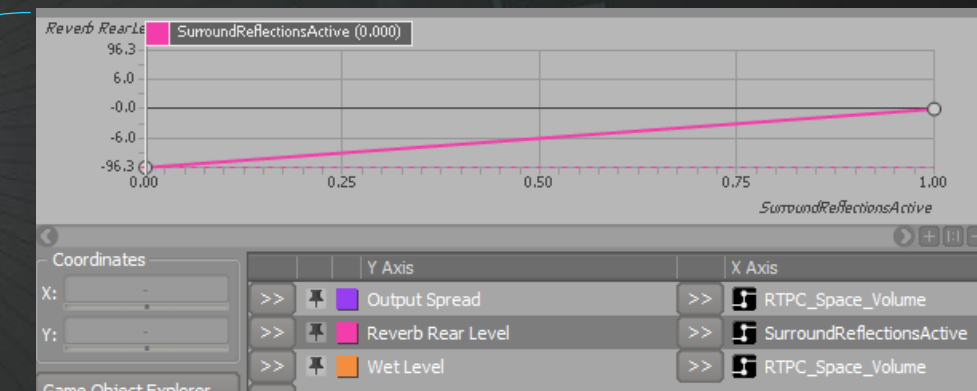 Reverb RearLe
SurroundReflectionsActive (0.000)
96.3
6.0
-0.0
-6.0
-96.3
0.00 0.25 0.50 0.75 1.00
SurroundReflectionsActive
1:1
Coordinates
Y Axis X Axis
X: - >> Output Spread >> RTPC_Space_Volume
Y: - >> Reverb Rear Level >> SurroundReflectionsActive
>> Wet Level >> RTPC_Space_Volume
Game Object Explorer